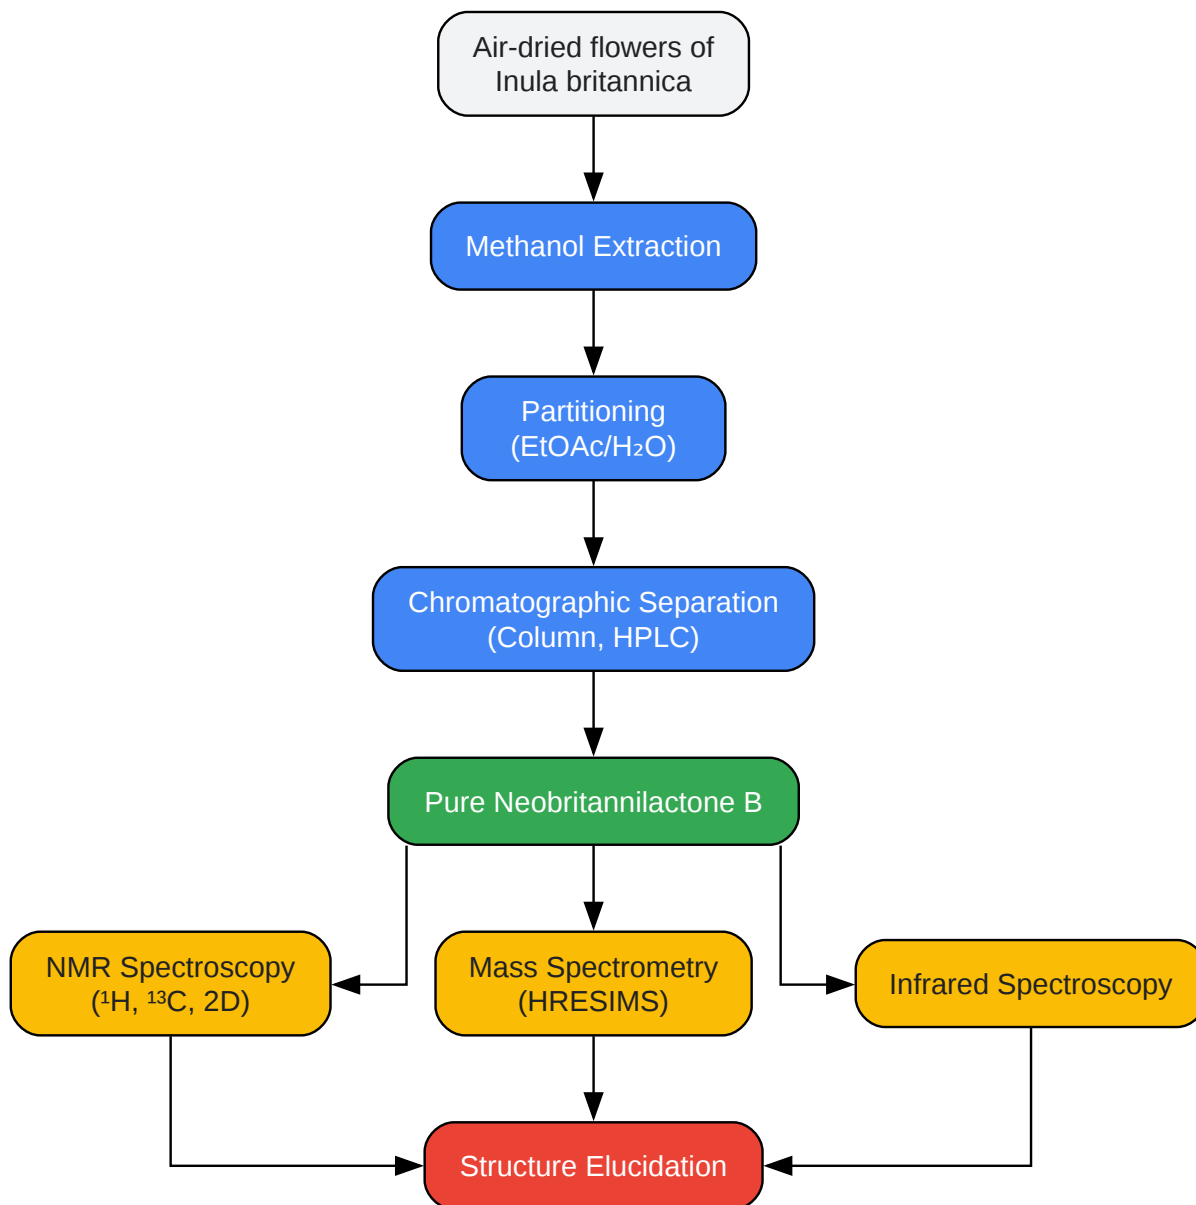 Air-dried flowers of
Inula britannica
Methanol Extraction
Partitioning
(EtOAc/H₂O)
Chromatographic Separation
(Column, HPLC)
Pure Neobritannilactone B
NMR Spectroscopy
(¹H, ¹³C, 2D)
Mass Spectrometry
(HRESIMS)
Infrared Spectroscopy
Structure Elucidation